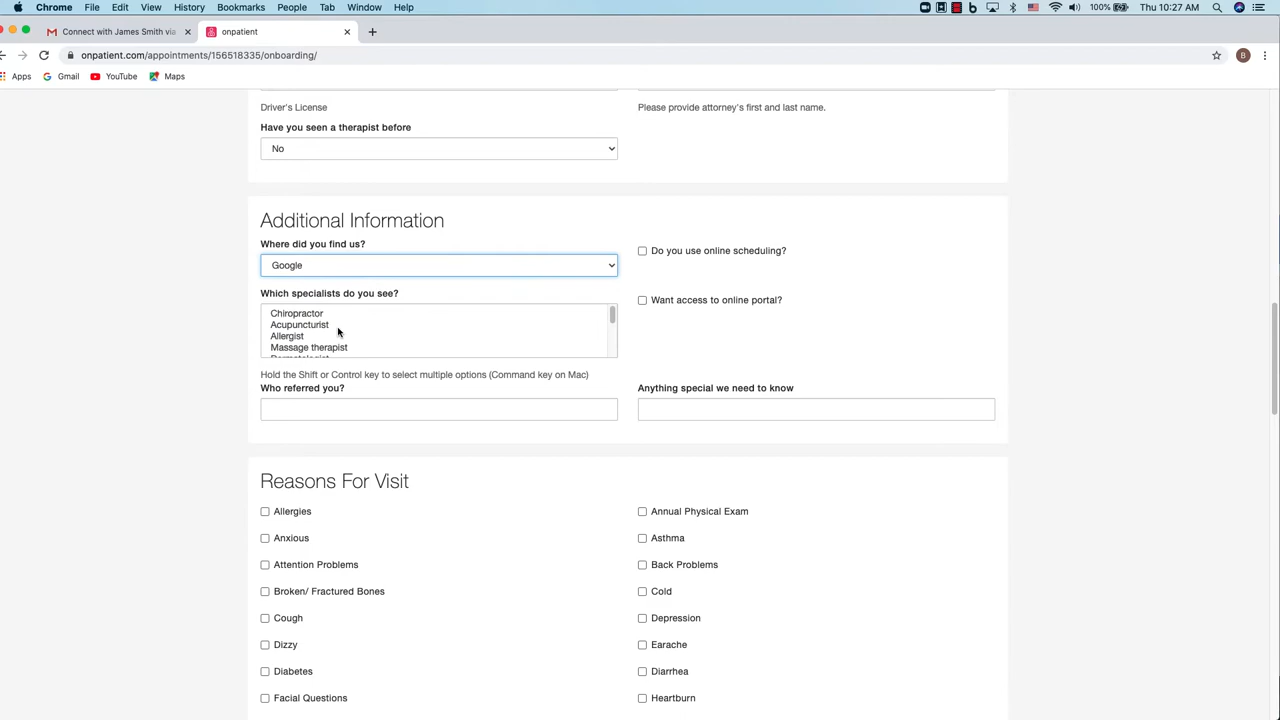 Chrome File Edit View History Bookmarks People Tab Window Help 100% Thu 10:27 AM
Connect with James Smith via
onpatient
onpatient.com/appointments/156518335/onboarding/
B
Apps Gmail YouTube Maps
Driver's License
Please provide attorney's first and last name.
Have you seen a therapist before
No
Additional Information
Where did you find us?
Google
Do you use online scheduling?
Which specialists do you see?
Chiropractor
Acupuncturist
Allergist
Massage therapist
Dermatologist
Want access to online portal?
Hold the Shift or Control key to select multiple options (Command key on Mac)
Who referred you?
Anything special we need to know
Reasons For Visit
Allergies
Annual Physical Exam
Anxious
Asthma
Attention Problems
Back Problems
Broken/ Fractured Bones
Cold
Cough
Depression
Dizzy
Earache
Diabetes
Diarrhea
Facial Questions
Heartburn